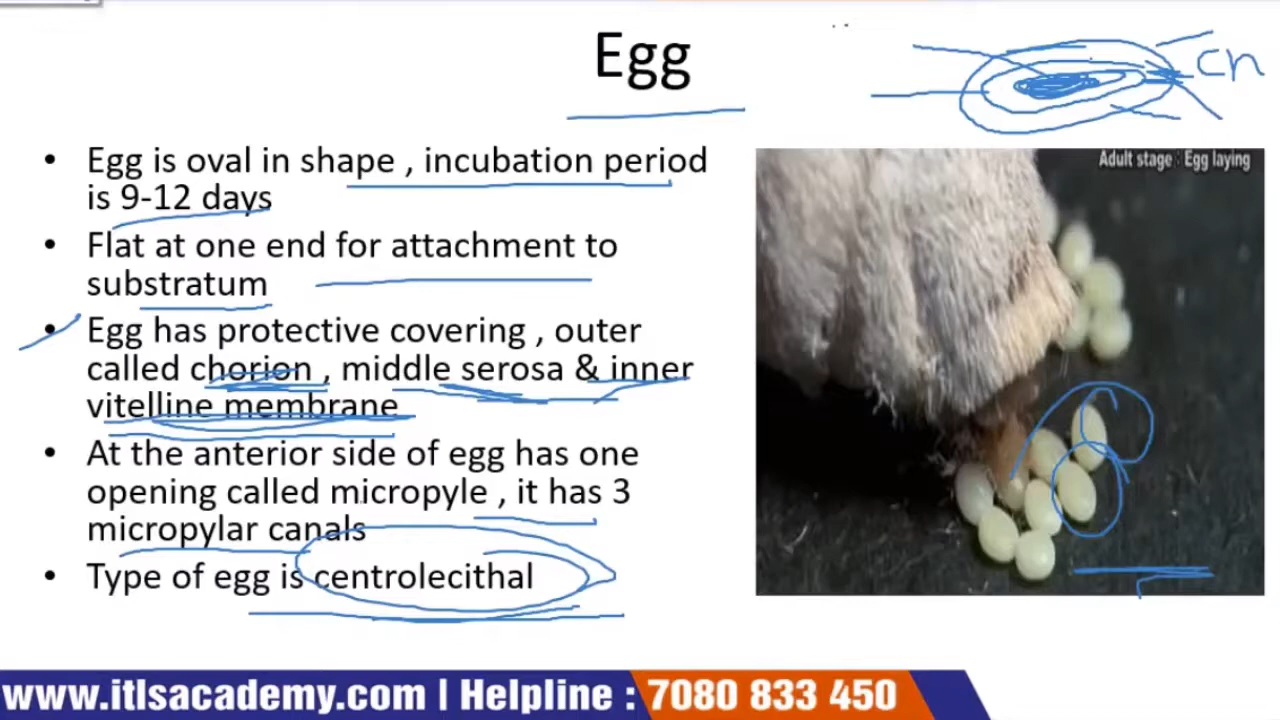 Egg
cn
• Egg is oval in shape , incubation period
is 9-12 days
• Flat at one end for attachment to
substratum
• Egg has protective covering , outer
called chorion , middle serosa & inner
vitelline membrane
• At the anterior side of egg has one
opening called micropyle , it has 3
micropylar canals
• Type of egg is centrolecithal
Adult stage : Egg laying
www.itlsacademy.com | Helpline : 7080 833 450